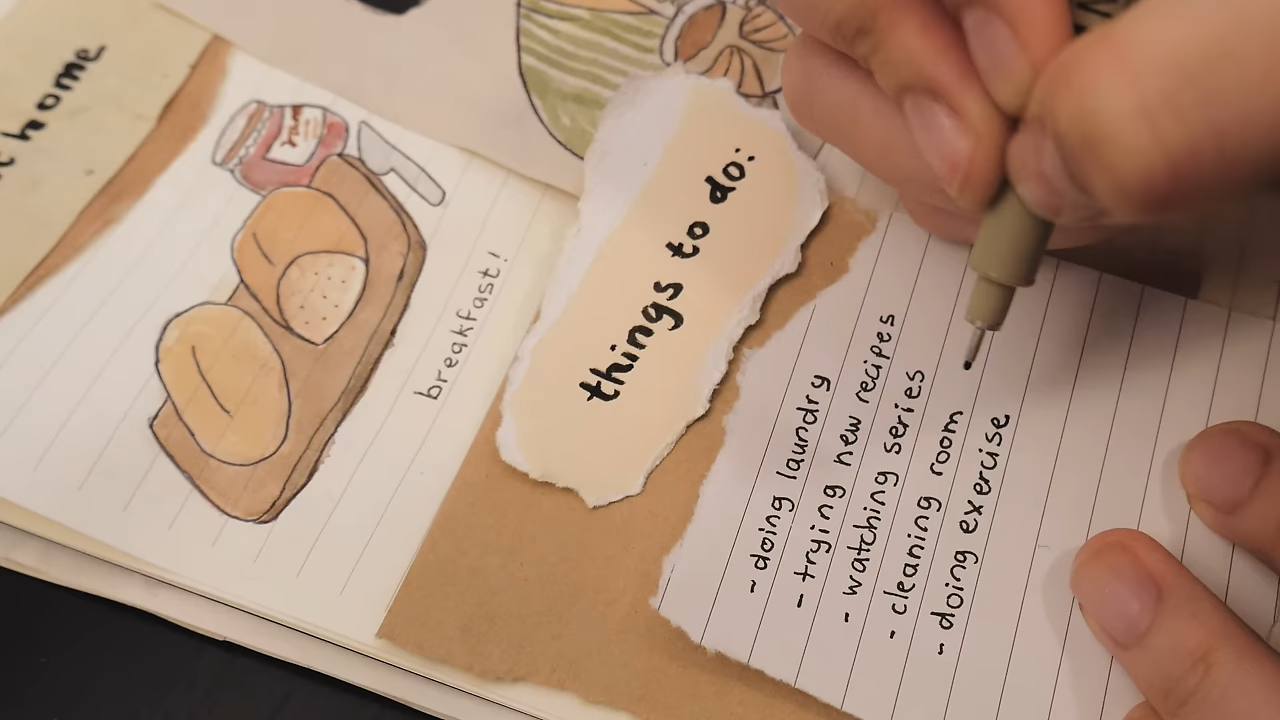 home
breakfast!
things to do:
- doing laundry
- trying new recipes
- watching series
- cleaning room
- doing exercise